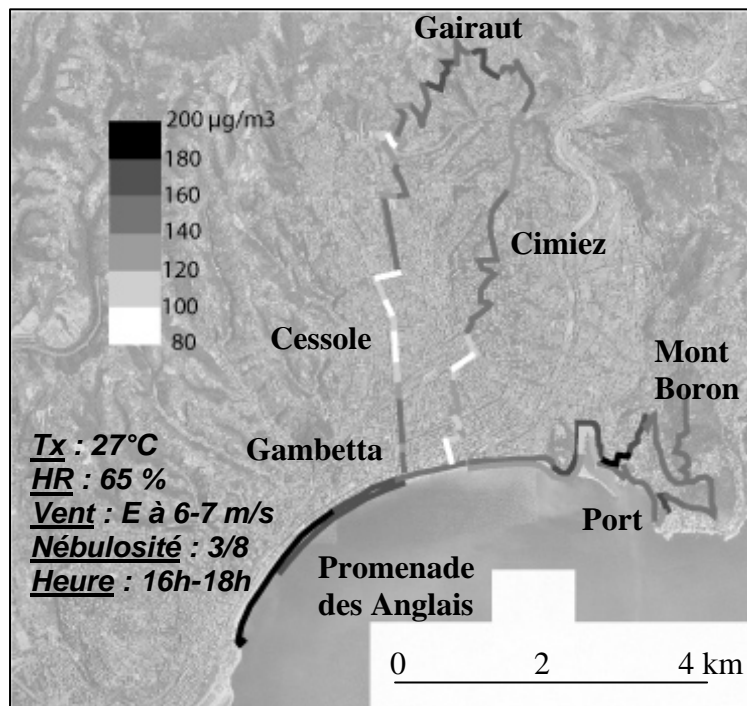 Gairaut
200 µg/m3
180
160
140
120
100
80
Cimiez
Cessole
Mont
Boron
Tx : 27°C
HR : 65 %
Vent : E à 6-7 m/s
Nébulosité : 3/8
Heure : 16h-18h
Gambetta
Port
Promenade
des Anglais
0 2 4 km